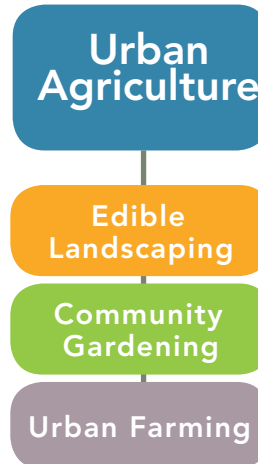 Urban
Agriculture
Edible
Landscaping
Community
Gardening
Urban Farming